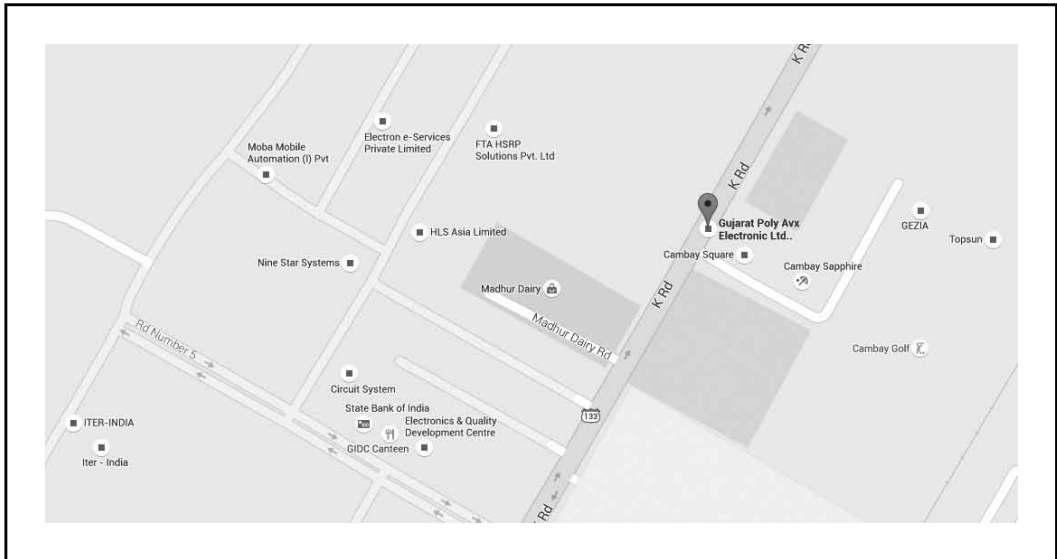 K Rd
Electron e-Services
Private Limited
FTA HSRP
Solutions Pvt. Ltd
Moba Mobile
Automation (I) Pvt
K Rd
Gujarat Poly Avx
Electronic Ltd..
GEZIA
Topsun
HLS Asia Limited
Cambay Square
Nine Star Systems
Cambay Sapphire
Madhur Dairy
K Rd
Madhur Dairy Rd
Rd Number 5
Cambay Golf
Circuit System
State Bank of India
133
ITER-INDIA
Electronics & Quality
Development Centre
GIDC Canteen
Iter - India
K Rd